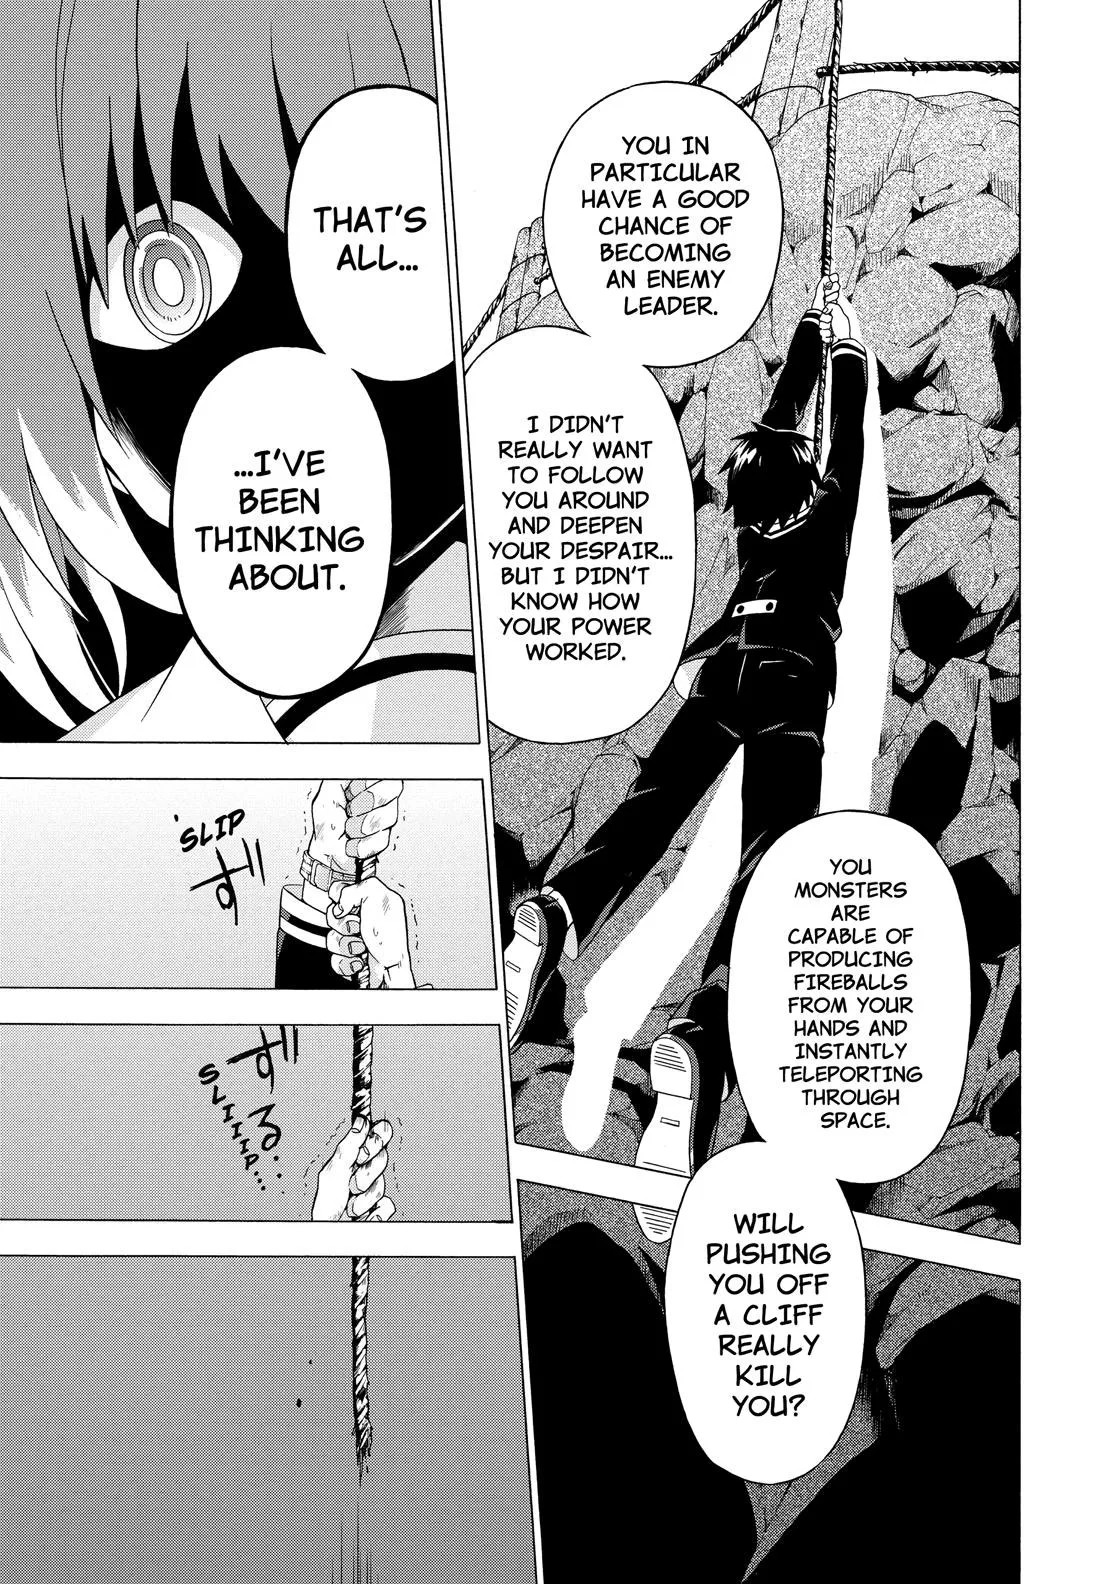 YOU IN
PARTICULAR
HAVE A GOOD
CHANCE OF
BECOMING
AN ENEMY
LEADER.
I DIDN'T
REALLY WANT
TO FOLLOW
YOU AROUND
AND DEEPEN
YOUR DESPAIR...
BUT I DIDN'T
KNOW HOW
YOUR POWER
WORKED.
YOU
MONSTERS
ARE
CAPABLE OF
PRODUCING
FIREBALLS
FROM YOUR
HANDS AND
INSTANTLY
TELEPORTING
THROUGH
SPACE.
WILL
PUSHING
YOU OFF
A CLIFF
REALLY
KILL
YOU?
THAT'S
ALL...
...I'VE
BEEN
THINKING
ABOUT.
SLIP
ずっ
SLIIIP...
ずる..